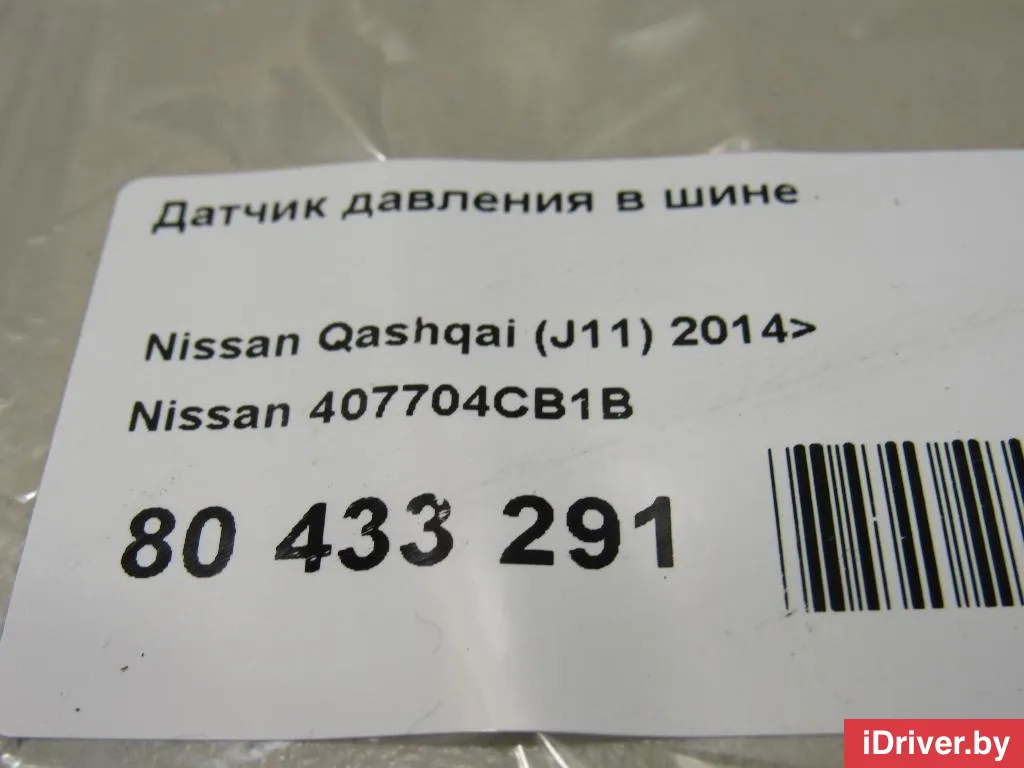 Датчик давления в шине
Nissan Qashqai (J11) 2014>
Nissan 407704CB1B
80 433 291
iDriver.by